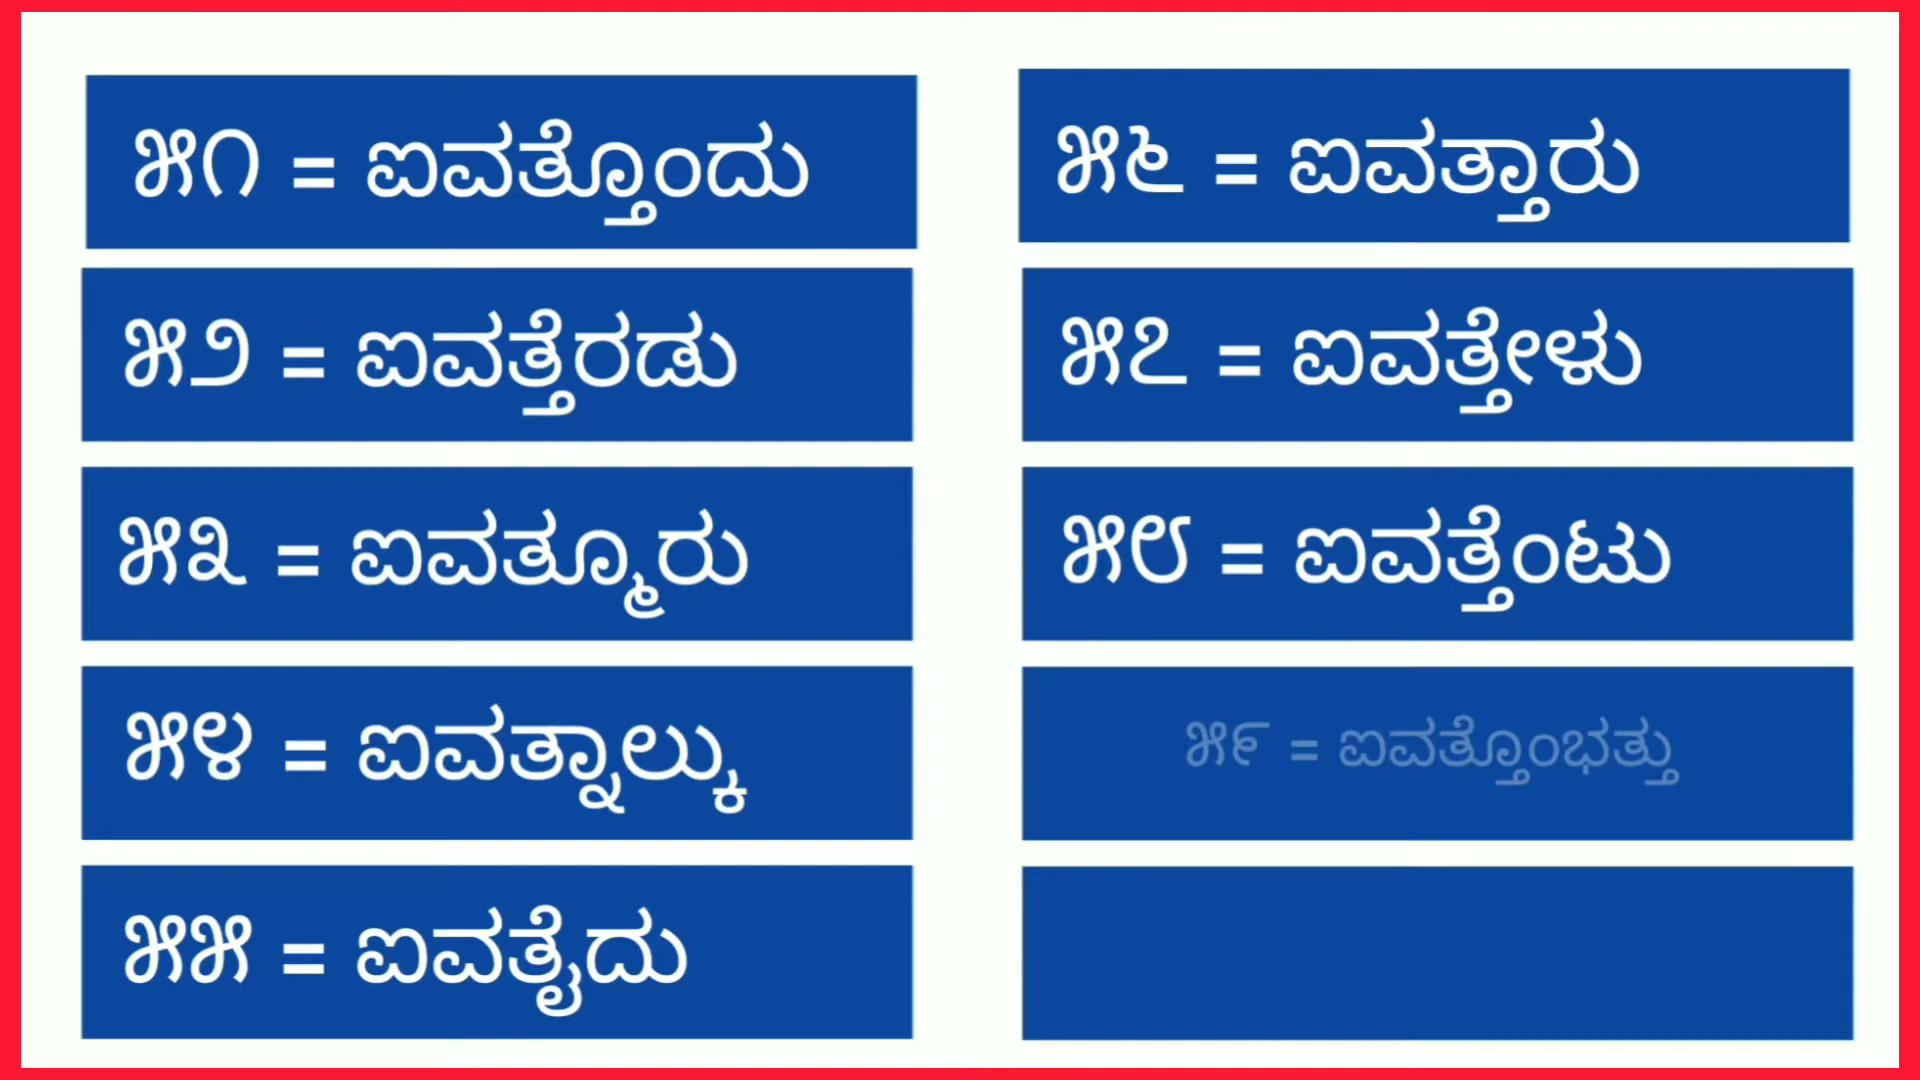 ೫೧ = ಐವತ್ತೊಂದು
೫೨ = ಐವತ್ತೆರಡು
೫೩ = ಐವತ್ಮೂರು
೫೪ = ಐವತ್ನಾಲ್ಕು
೫೫ = ಐವತೈದು
೫೬ = ಐವತ್ತಾರು
೫೭ = ಐವತ್ತೇಳು
೫೮ = ಐವತ್ತೆಂಟು
೫೯ = ಐವತ್ತೊಂಭತ್ತು